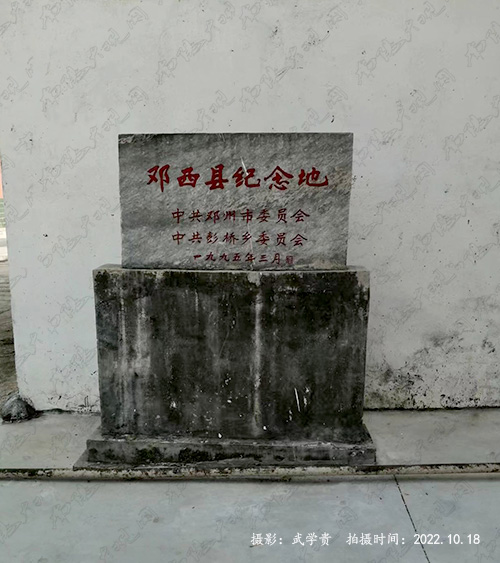 邓西县纪念地
中共邓州市委员会
中共彭桥乡委员会
一九九五年三月
摄影：武学贵 拍摄时间：2022.10.18